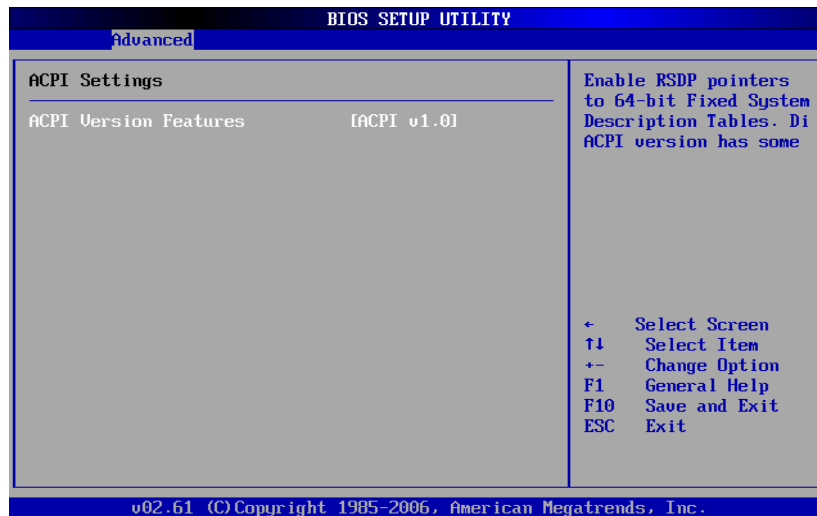 BIOS SETUP UTILITY
Advanced
ACPI Settings
ACPI Version Features [ACPI v1.0]
Enable RSDP pointers
to 64-bit Fixed System
Description Tables. Di
ACPI version has some
← Select Screen
↑↓ Select Item
+- Change Option
F1 General Help
F10 Save and Exit
ESC Exit
v02.61 (C)Copyright 1985-2006, American Megatrends, Inc.